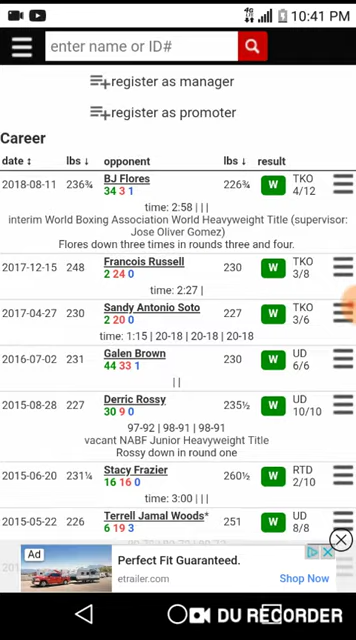 10:41 PM
enter name or ID#
register as manager
register as promoter
Career
date ↕ lbs ↓ opponent lbs ↓ result
2018-08-11 236¾ BJ Flores 34 3 1 226¾ W TKO 4/12
time: 2:58 | | |
interim World Boxing Association World Heavyweight Title (supervisor: Jose Oliver Gomez)
Flores down three times in rounds three and four.
2017-12-15 248 Francois Russell 2 24 0 230 W TKO 3/8
time: 2:27 |
2017-04-27 230 Sandy Antonio Soto 2 20 0 227 W TKO 3/6
time: 1:15 | 20-18 | 20-18 | 20-18
2016-07-02 231 Galen Brown 44 33 1 230 W UD 6/6
| |
2015-08-28 227 Derric Rossy 30 9 0 235½ W UD 10/10
97-92 | 98-91 | 98-91
vacant NABF Junior Heavyweight Title
Rossy down in round one
2015-06-20 231¼ Stacy Frazier 16 16 0 260½ W RTD 2/10
time: 3:00 | | |
2015-05-22 226 Terrell Jamal Woods* 6 19 3 251 W UD 8/8
Ad
Perfect Fit Guaranteed.
etrailer.com
Shop Now
DU RECORDER